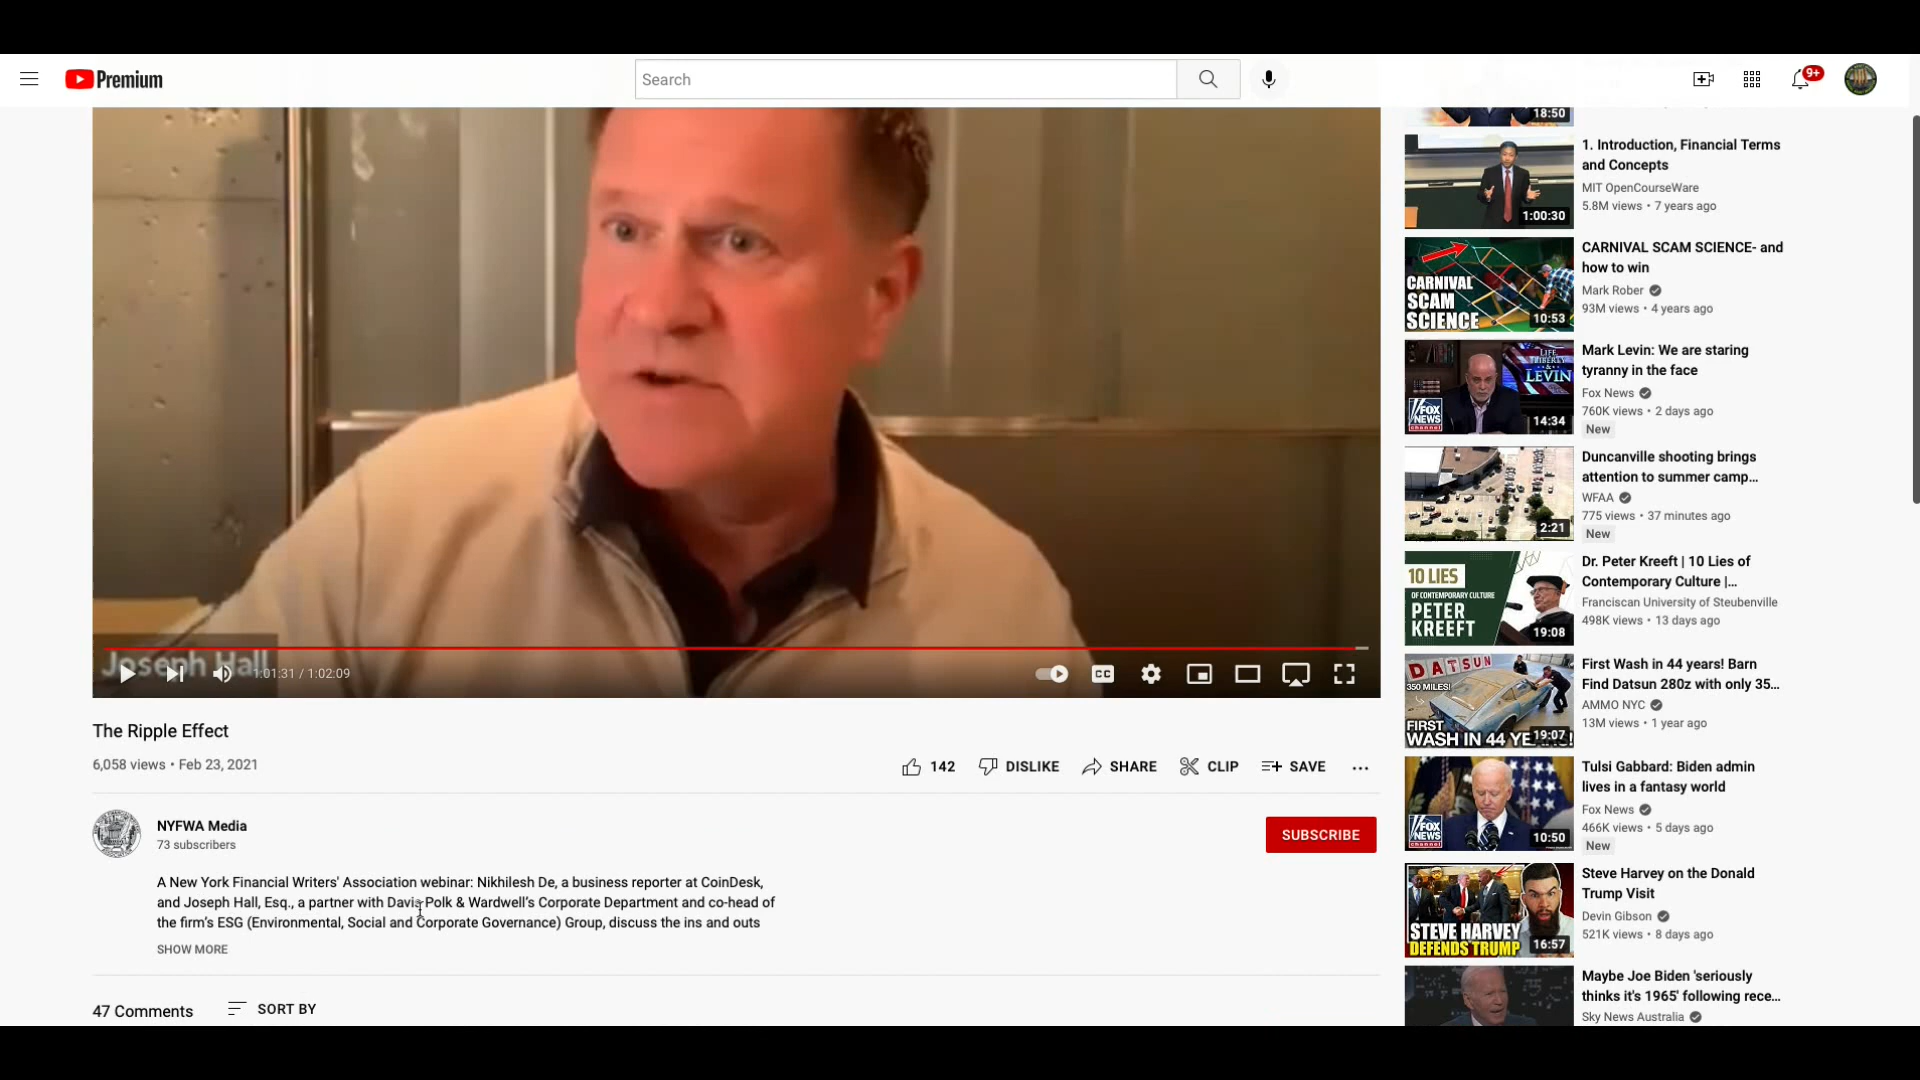 Premium
Search
9+
Joseph Hall
1:01:31 / 1:02:09
CC
The Ripple Effect
6,058 views • Feb 23, 2021
142
DISLIKE
SHARE
CLIP
SAVE
NYFWA Media
73 subscribers
SUBSCRIBE
A New York Financial Writers' Association webinar: Nikhilesh De, a business reporter at CoinDesk,
and Joseph Hall, Esq., a partner with Davis Polk & Wardwell's Corporate Department and co-head of
the firm's ESG (Environmental, Social and Corporate Governance) Group, discuss the ins and outs
SHOW MORE
47 Comments
SORT BY
18:50
1:00:30
1. Introduction, Financial Terms
and Concepts
MIT OpenCourseWare
5.8M views • 7 years ago
CARNIVAL
SCAM
SCIENCE
10:53
CARNIVAL SCAM SCIENCE- and
how to win
Mark Rober
93M views • 4 years ago
LIFE,
LIBERTY
&
LEVIN
FOX
NEWS
channel
14:34
Mark Levin: We are staring
tyranny in the face
Fox News
760K views • 2 days ago
New
2:21
Duncanville shooting brings
attention to summer camp...
WFAA
775 views • 37 minutes ago
New
10 LIES
OF CONTEMPORARY CULTURE
PETER
KREEFT
19:08
Dr. Peter Kreeft | 10 Lies of
Contemporary Culture |...
Franciscan University of Steubenville
498K views • 13 days ago
DATSUN
350 MILES!
FIRST
WASH IN 44 YEARS!
19:07
First Wash in 44 years! Barn
Find Datsun 280z with only 35...
AMMO NYC
13M views • 1 year ago
FOX
NEWS
channel
10:50
Tulsi Gabbard: Biden admin
lives in a fantasy world
Fox News
466K views • 5 days ago
New
STEVE HARVEY
DEFENDS TRUMP
16:57
Steve Harvey on the Donald
Trump Visit
Devin Gibson
521K views • 8 days ago
Maybe Joe Biden 'seriously
thinks it's 1965' following rece...
Sky News Australia